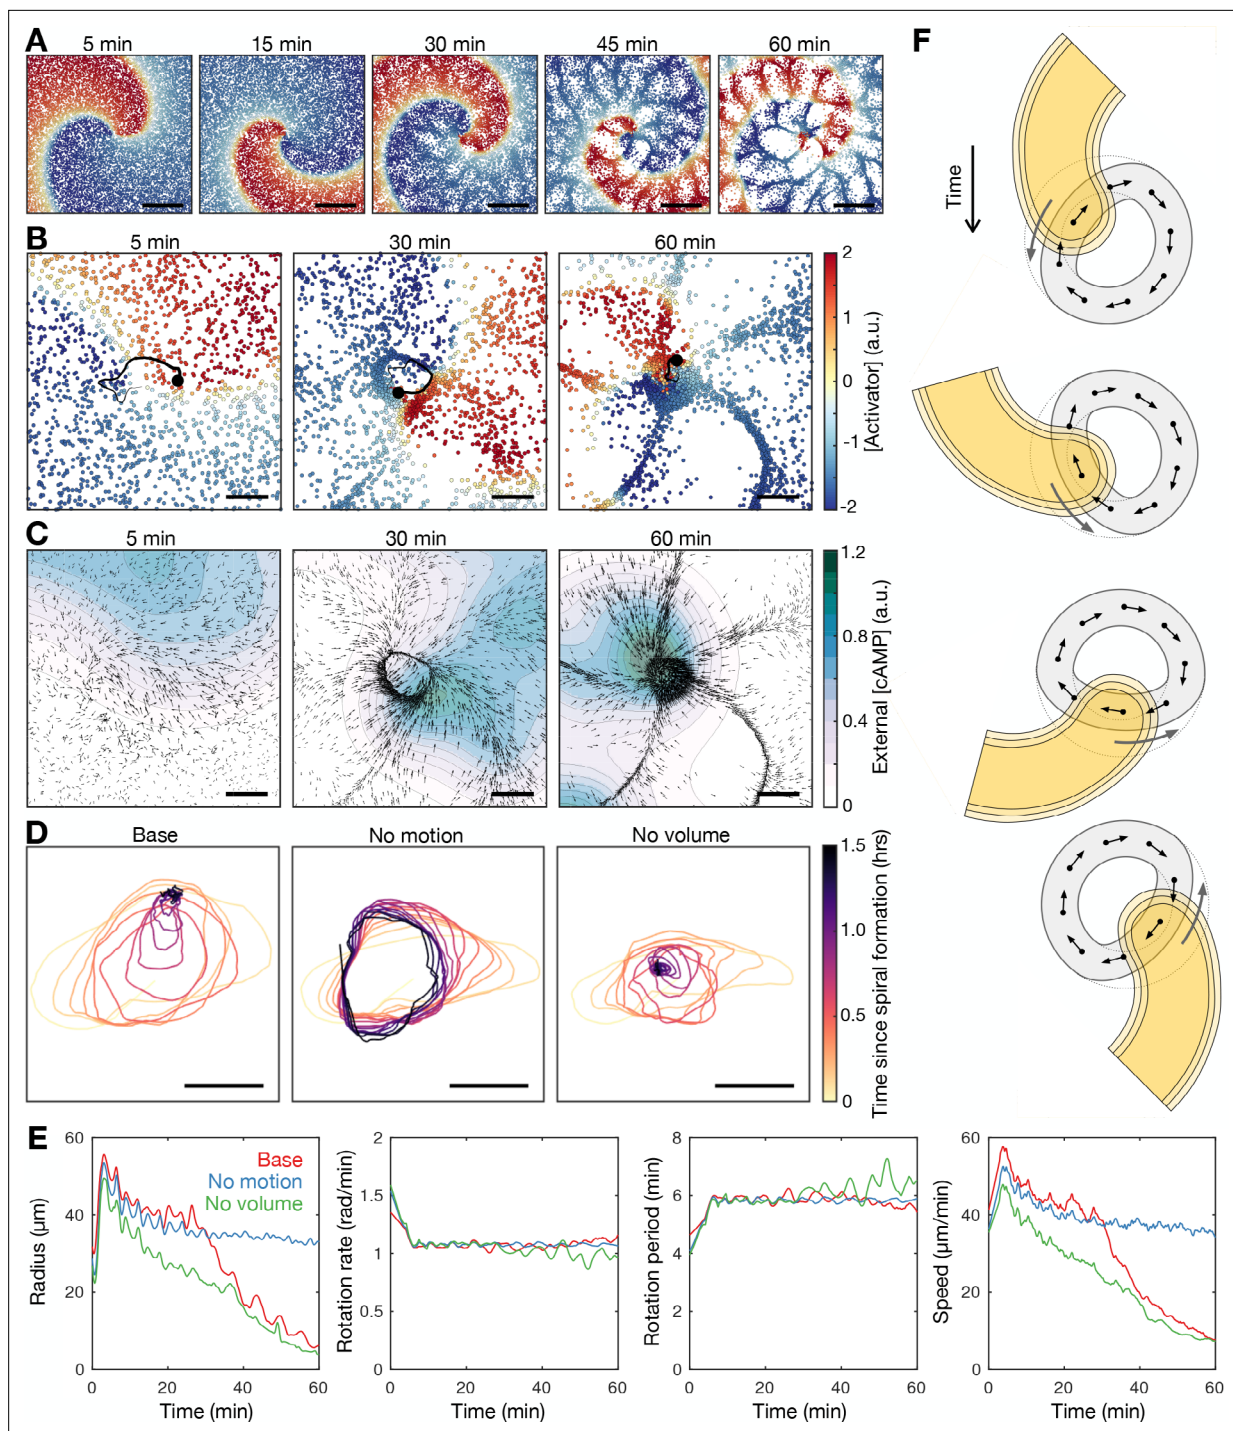 A
5 min
15 min
30 min
45 min
60 min
B
5 min
30 min
60 min
2
1
0
-1
-2
[Activator] (a.u.)
C
5 min
30 min
60 min
1.2
0.8
0.4
0
External [cAMP] (a.u.)
D
Base
No motion
No volume
1.5
1.0
0.5
0
Time since spiral formation (hrs)
E
Base
No motion
No volume
60
40
20
0
Radius (µm)
0
20
40
60
Time (min)
2
1.5
1
0.5
0
Rotation rate (rad/min)
0
20
40
60
Time (min)
8
6
4
2
0
Rotation period (min)
0
20
40
60
Time (min)
60
40
20
0
Speed (µm/min)
0
20
40
60
Time (min)
F
Time